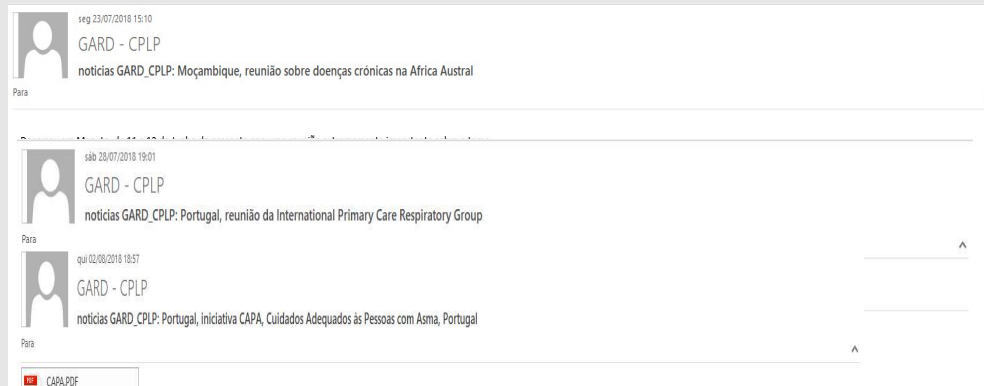 seg 23/07/2018 15:10
GARD - CPLP
noticias GARD_CPLP: Moçambique, reunião sobre doenças crónicas na Africa Austral
Para
sáb 28/07/2018 19:01
GARD - CPLP
noticias GARD_CPLP: Portugal, reunião da International Primary Care Respiratory Group
Para
qui 02/08/2018 18:57
GARD - CPLP
noticias GARD_CPLP: Portugal, iniciativa CAPA, Cuidados Adequados às Pessoas com Asma, Portugal
Para
PDF CAPA.PDF